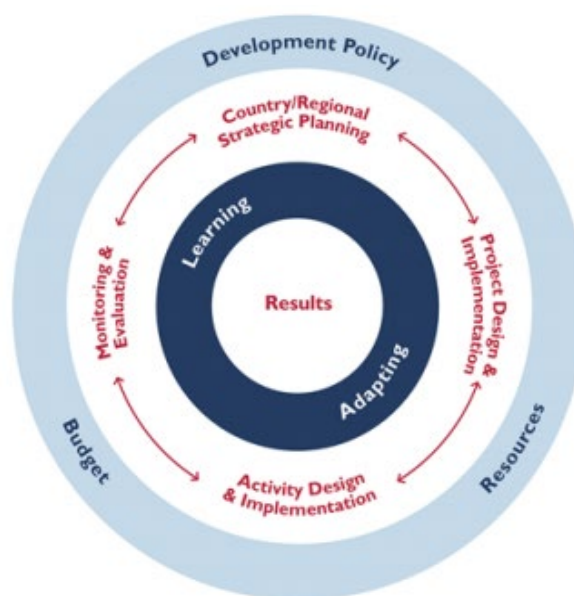 Development Policy
Country/Regional
Strategic Planning
Learning
Monitoring &
Evaluation
Results
Project Design &
Implementation
Adapting
Budget
Resources
Activity Design
& Implementation